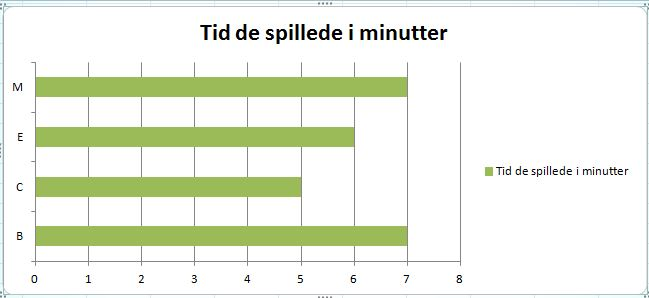 Tid de spillede i minutter
M
E
C
B
Tid de spillede i minutter
0 1 2 3 4 5 6 7 8